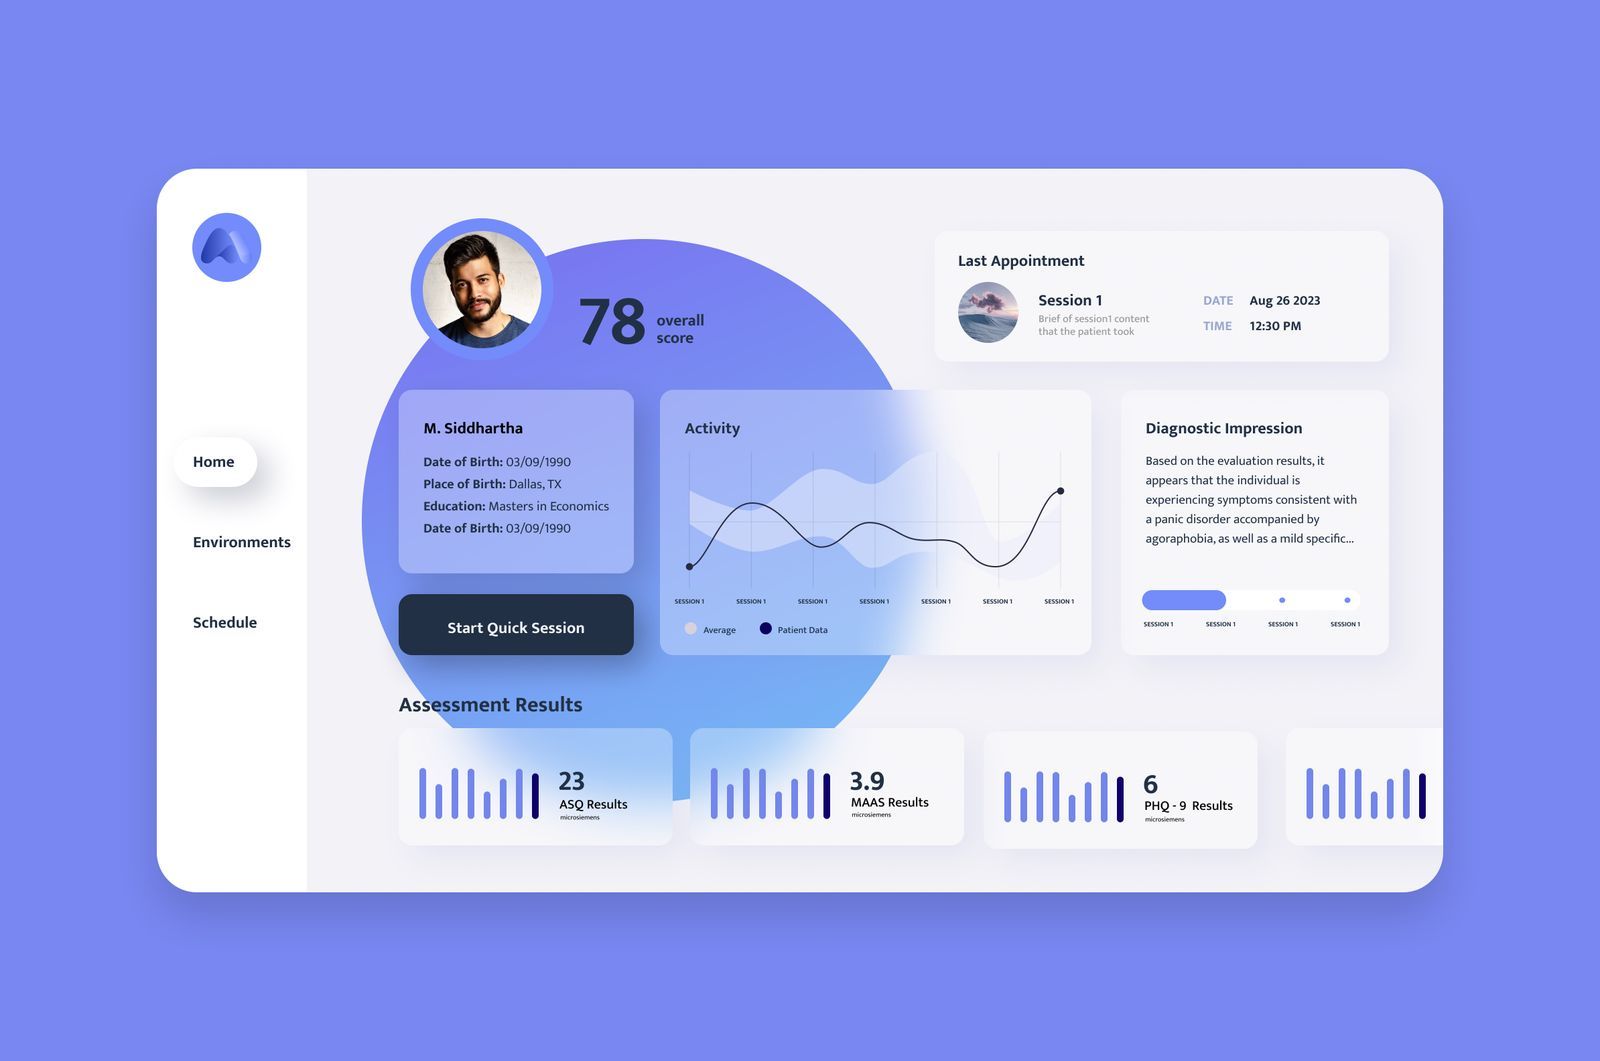 78
overall
score
Last Appointment
Session 1
Brief of session1 content
that the patient took
DATE Aug 26 2023
TIME 12:30 PM
Home
Environments
Schedule
M. Siddhartha
Date of Birth: 03/09/1990
Place of Birth: Dallas, TX
Education: Masters in Economics
Date of Birth: 03/09/1990
Start Quick Session
Activity
SESSION 1 SESSION 1 SESSION 1 SESSION 1 SESSION 1 SESSION 1 SESSION 1
Average Patient Data
Diagnostic Impression
Based on the evaluation results, it
appears that the individual is
experiencing symptoms consistent with
a panic disorder accompanied by
agoraphobia, as well as a mild specific...
SESSION 1 SESSION 1 SESSION 1 SESSION 1
Assessment Results
23
ASQ Results
microsiemens
3.9
MAAS Results
microsiemens
6
PHQ - 9 Results
microsiemens